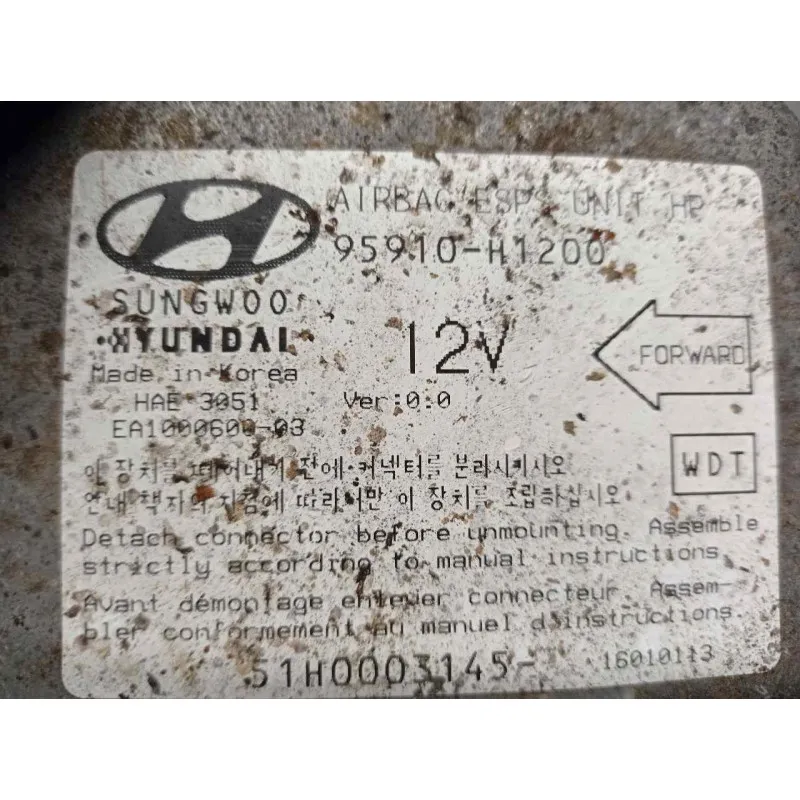 AIRBAG/ESP UNIT HP
95910-H1200
SUNGWOO
HYUNDAI
12V
FORWARD
Made in Korea
HAE 3051
Ver:0.0
EA1000600-03
WDT
이 장치를 떼어내기 전에 커넥터를 분리시키시오
안내 책자의 지침에 따라서만 이 장치를 조립하십시오
Detach connector before unmounting. Assemble
strictly according to manual instructions.
Avant démontage enlever connecteur. Assem-
bler conformement au manuel d'instructions.
51H0003145-
16010113